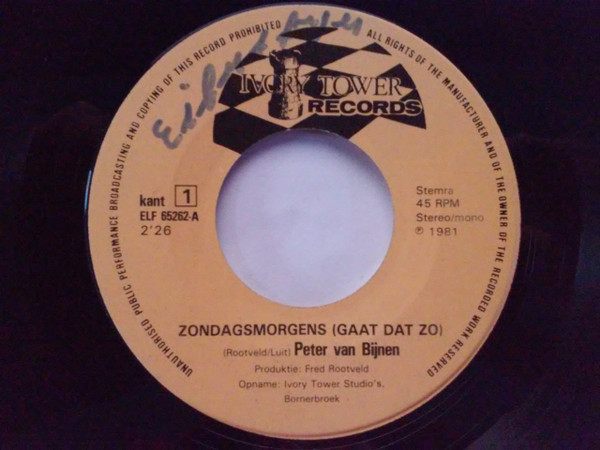 UNAUTHORISED PUBLIC PERFORMANCE BROADCASTING AND COPYING OF THIS RECORD PROHIBITED
ALL RIGHTS OF THE MANUFACTURER AND OF THE OWNER OF THE RECORDED WORK RESERVED
IVORY TOWER
RECORDS
kant 1
ELF 65262-A
2'26
Stemra
45 RPM
Stereo/mono
℗ 1981
ZONDAGSMORGENS (GAAT DAT ZO)
(Rootveld/Luit) Peter van Bijnen
Produktie: Fred Rootveld
Opname: Ivory Tower Studio's,
Bornerbroek